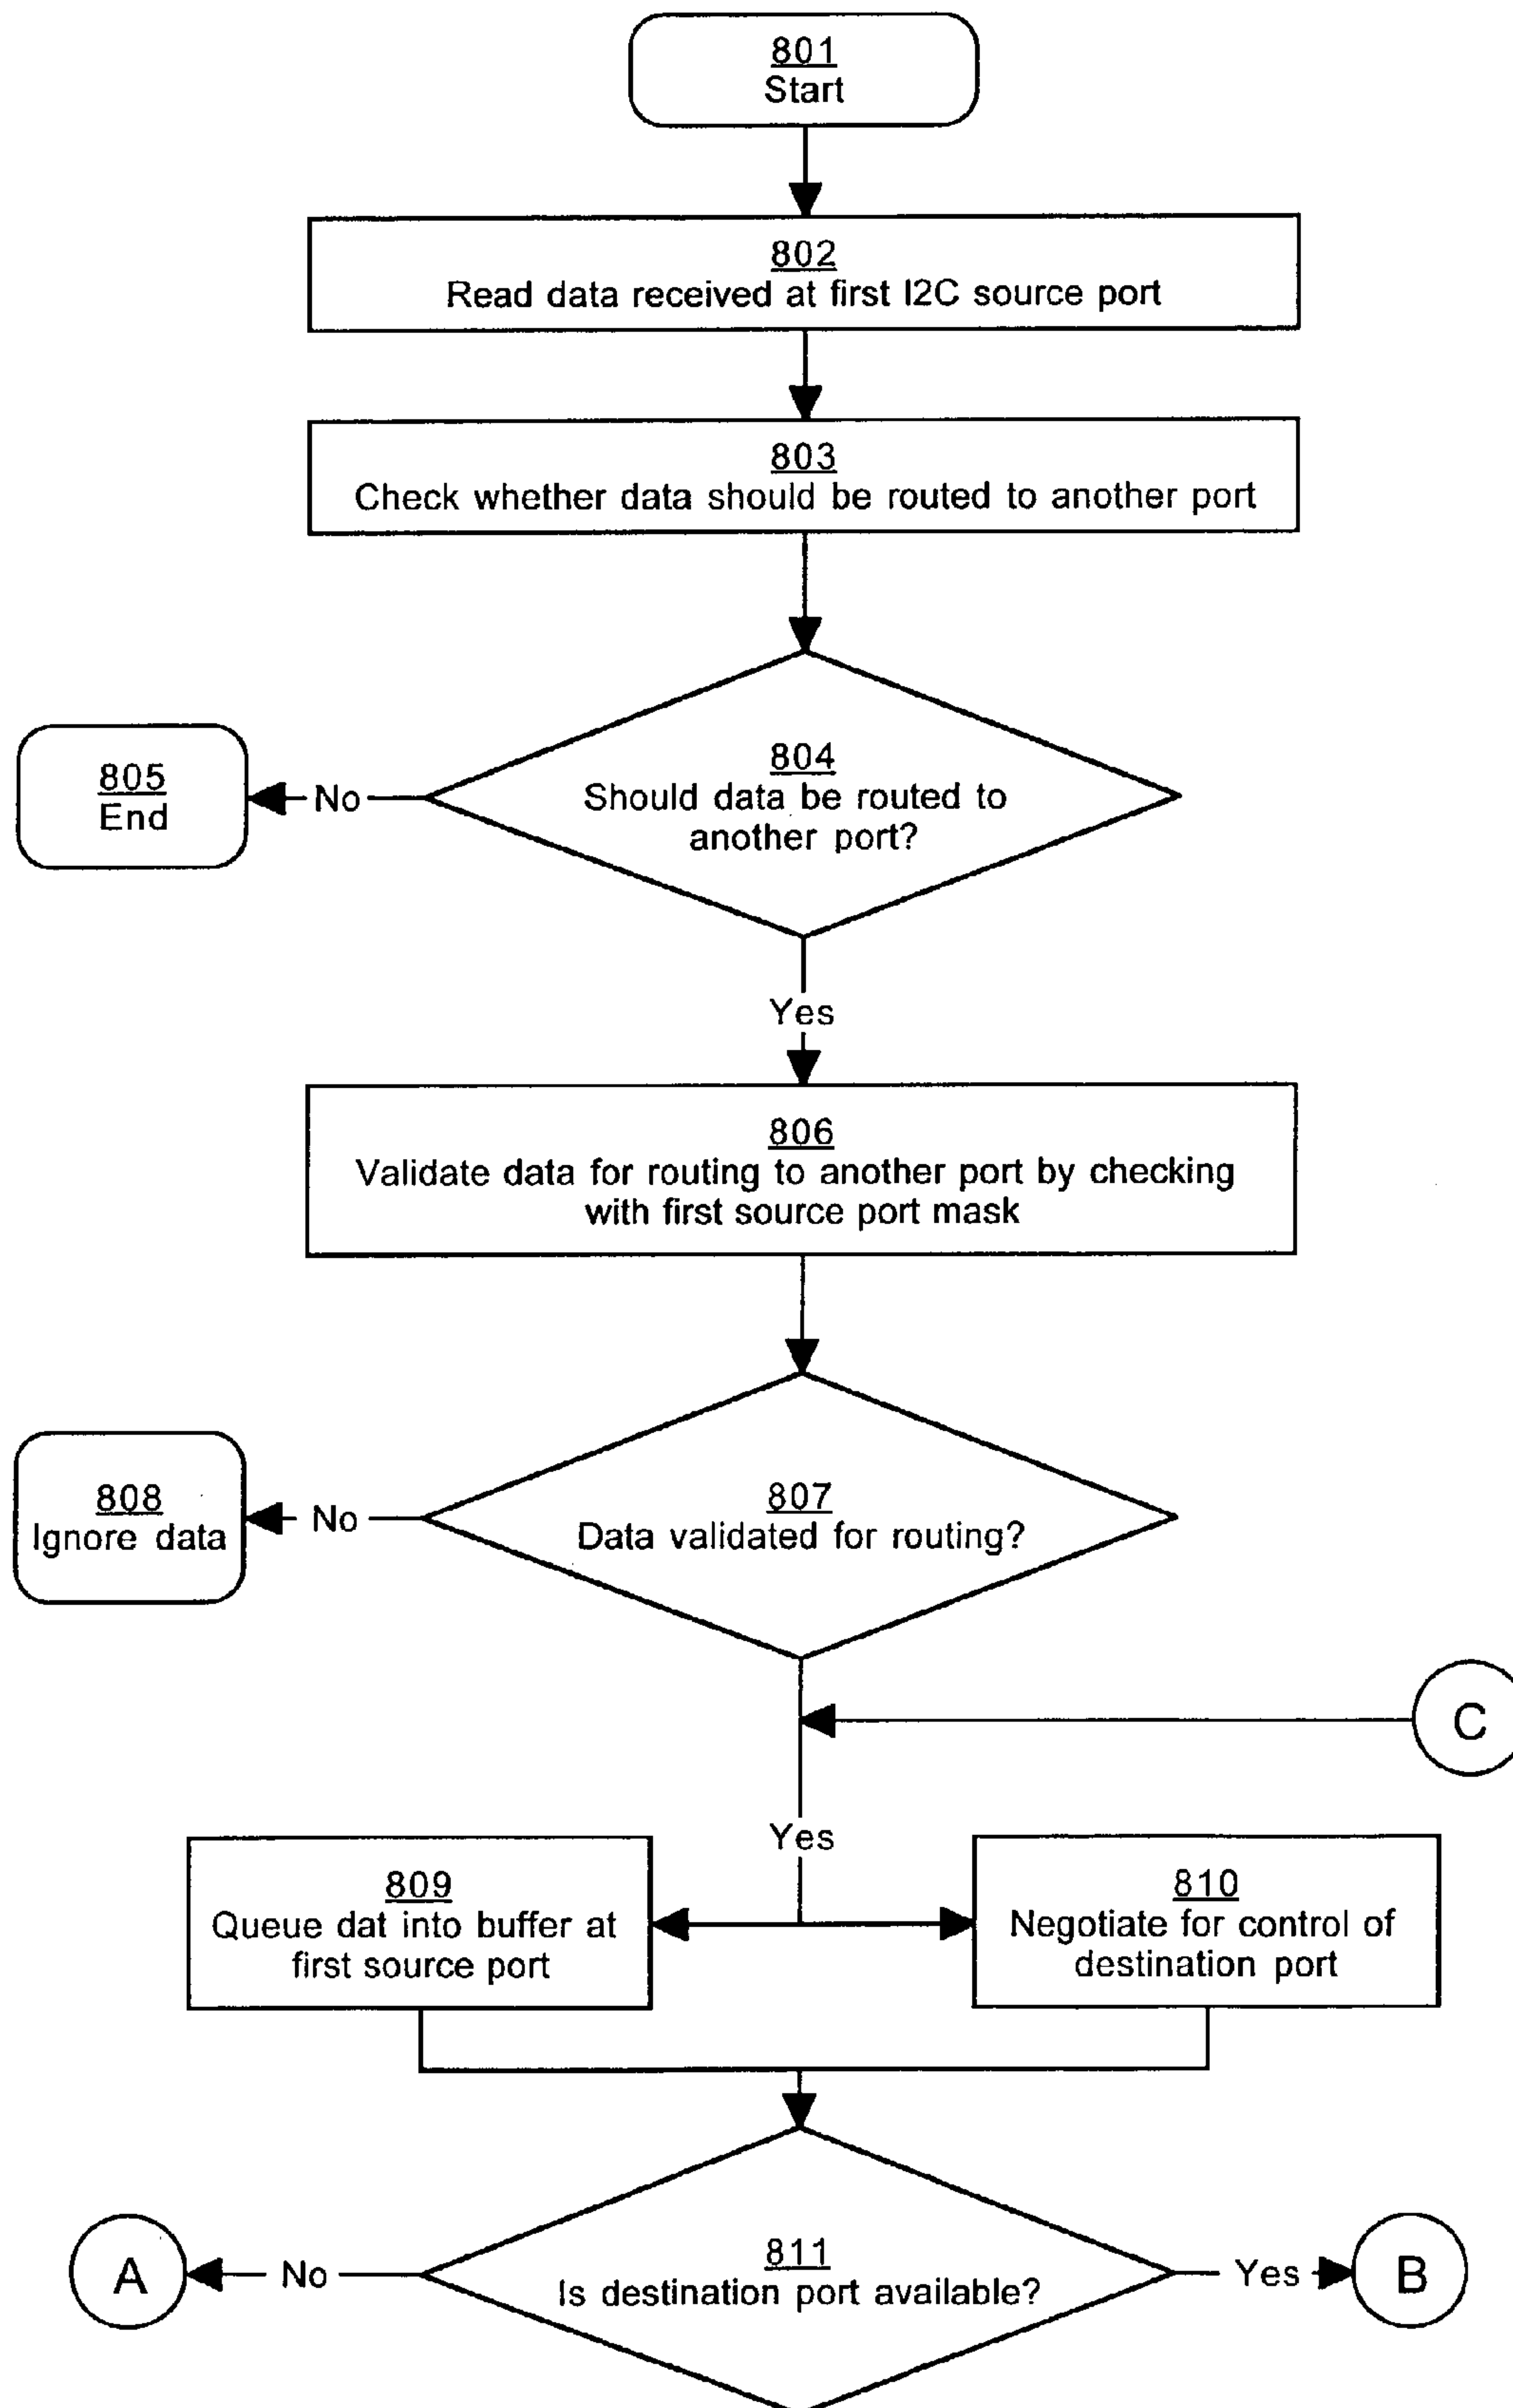 801
Start
802
Read data received at first I2C source port
803
Check whether data should be routed to another port
804
Should data be routed to
another port?
No
805
End
Yes
806
Validate data for routing to another port by checking
with first source port mask
807
Data validated for routing?
No
808
Ignore data
C
Yes
809
Queue dat into buffer at
first source port
810
Negotiate for control of
destination port
811
Is destination port available?
No
A
Yes
B